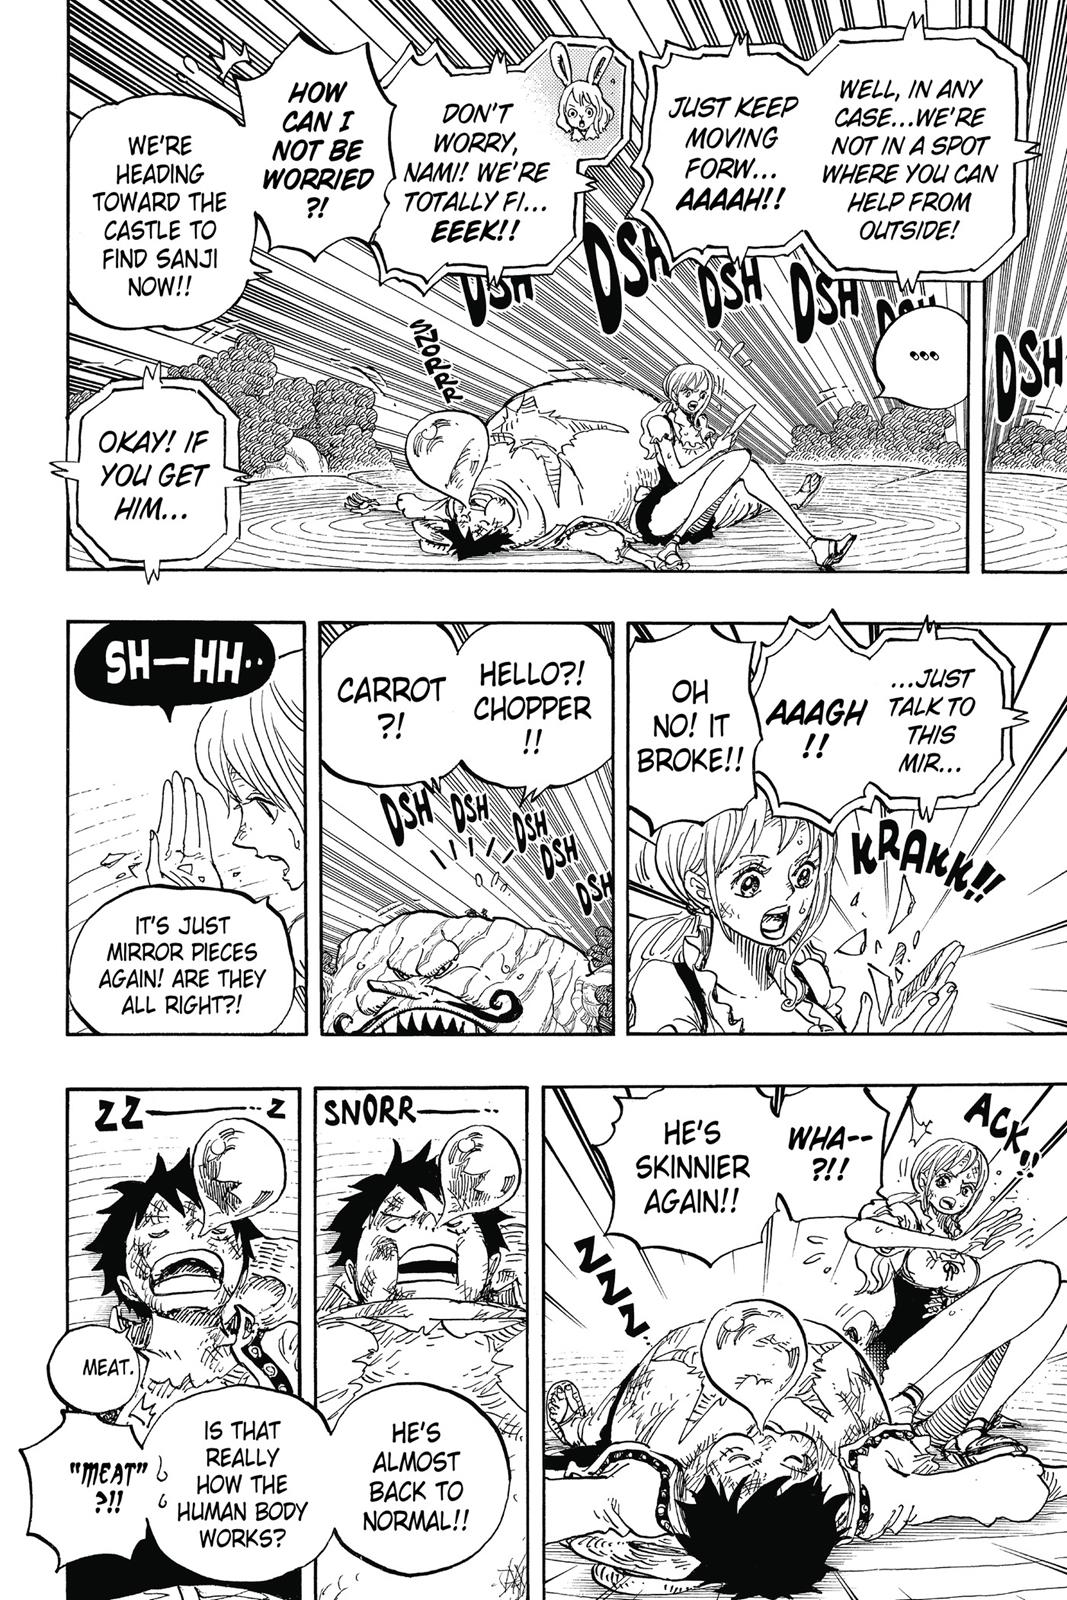 WELL, IN ANY
CASE...WE'RE
NOT IN A SPOT
WHERE YOU CAN
HELP FROM
OUTSIDE!
JUST KEEP
MOVING
FORW...
AAAAH!!
DON'T
WORRY,
NAMI! WE'RE
TOTALLY FI...
EEEK!!
HOW
CAN I
NOT BE
WORRIED
?!
WE'RE
HEADING
TOWARD THE
CASTLE TO
FIND SANJI
NOW!!
OKAY! IF
YOU GET
HIM...
DSH
DSH
DSH
DSH
DSH
DSH
SNORRR
...
...JUST
TALK TO
THIS
MIR...
AAAGH
!!
OH
NO! IT
BROKE!!
KRAKK!!
HELLO?!
CHOPPER
!!
CARROT
?!
DSH
DSH
DSH
DSH
DSH
SH—HH..
IT'S JUST
MIRROR PIECES
AGAIN! ARE THEY
ALL RIGHT?!
ACK!!
WHA--
?!!
HE'S
SKINNIER
AGAIN!!
ZZZ.
SNORR—..
HE'S
ALMOST
BACK TO
NORMAL!!
ZZ—Z
MEAT.
IS THAT
REALLY
HOW THE
HUMAN BODY
WORKS?
"MEAT"
?!!